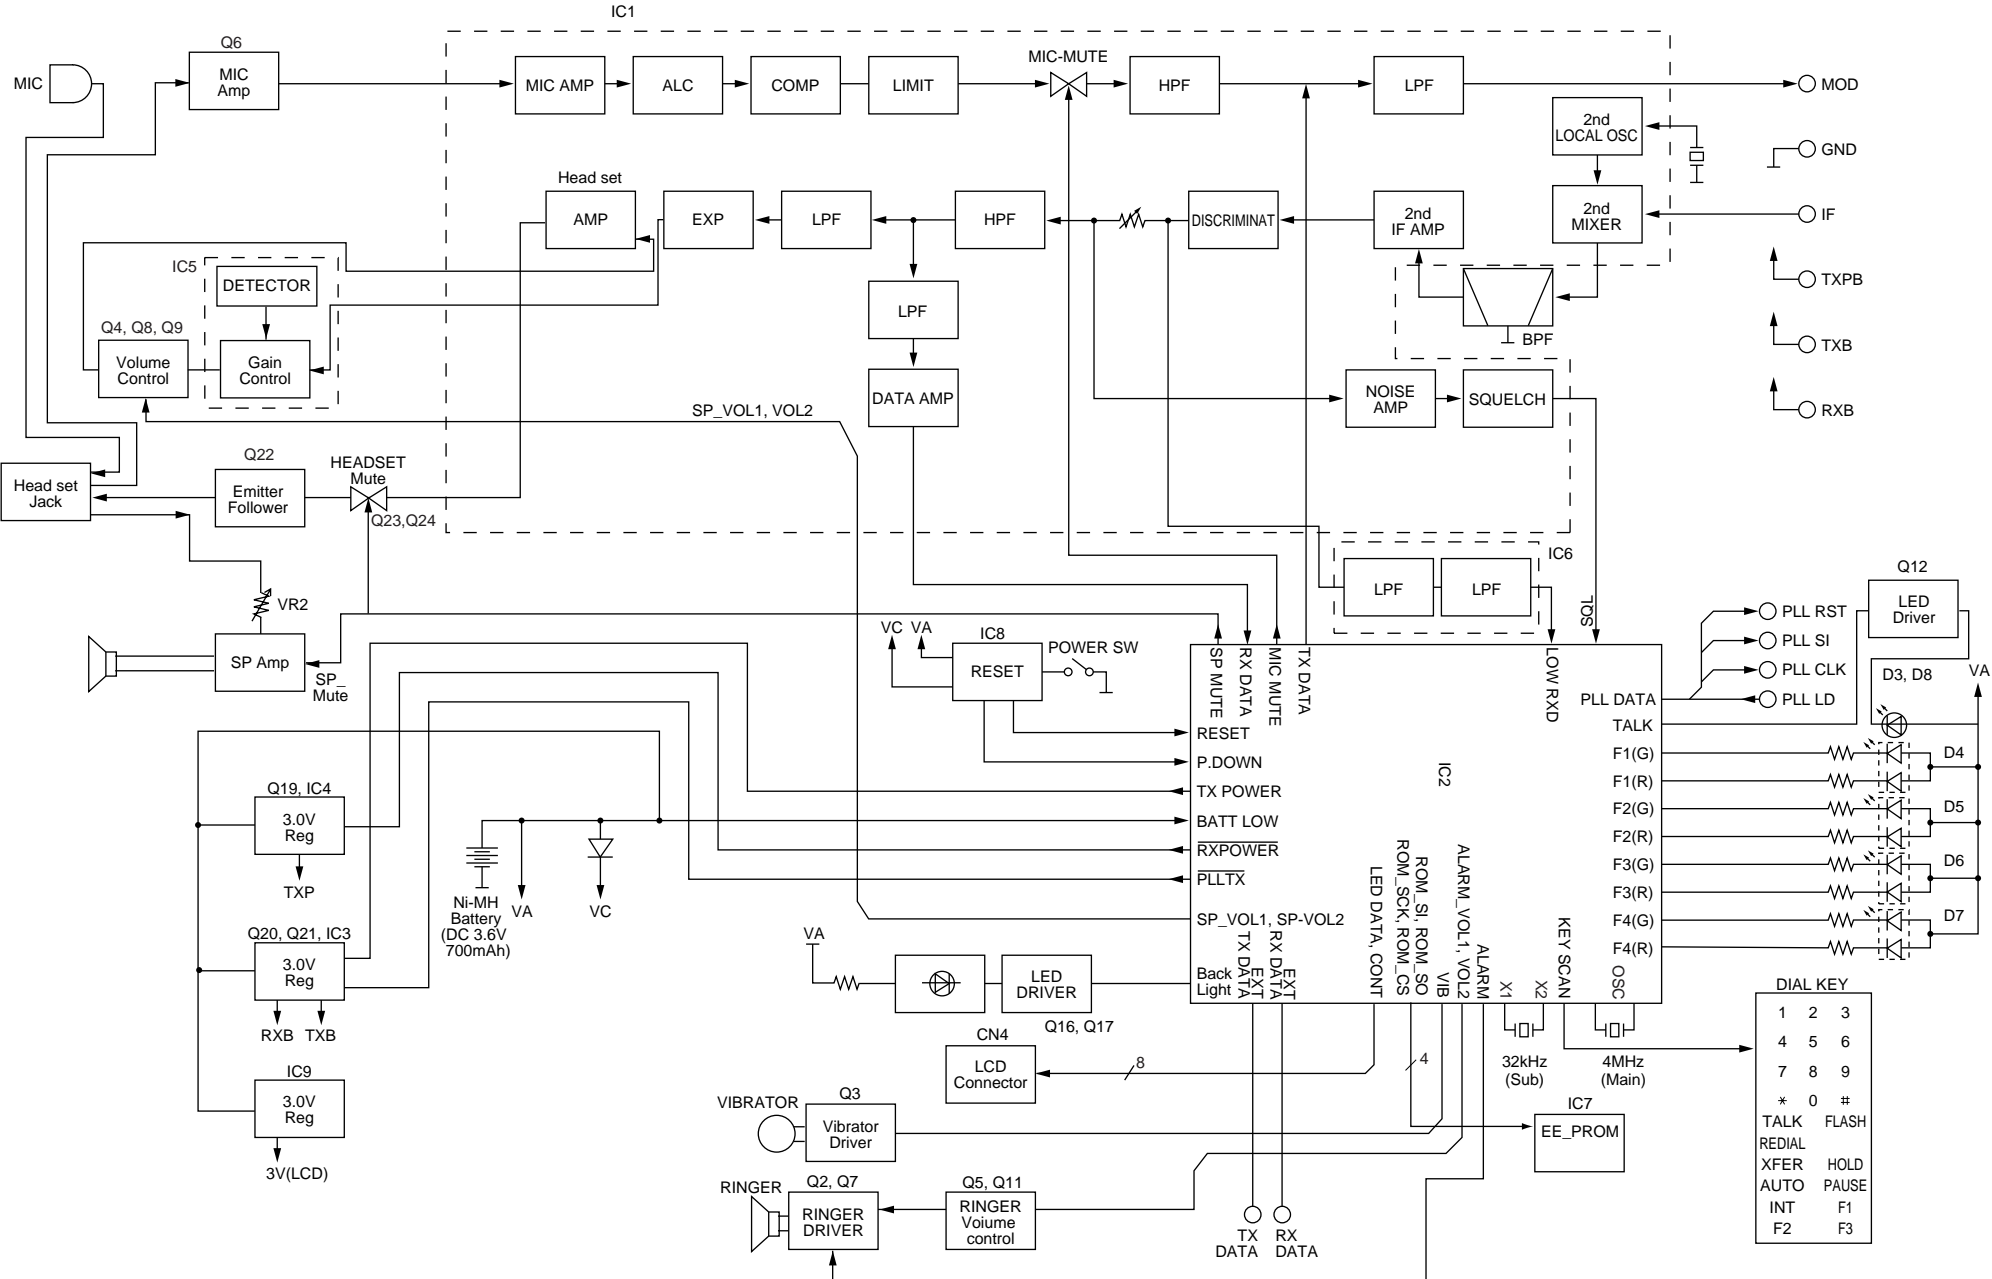 IC1
Q6
MIC
MIC
Amp
MIC AMP
ALC
COMP
LIMIT
MIC-MUTE
HPF
LPF
MOD
2nd
LOCAL OSC
GND
Head set
AMP
EXP
LPF
HPF
DISCRIMINAT
2nd
IF AMP
2nd
MIXER
IF
IC5
DETECTOR
TXPB
LPF
Q4, Q8, Q9
Volume
Control
Gain
Control
BPF
TXB
DATA AMP
NOISE
AMP
SQUELCH
RXB
SP_VOL1, VOL2
Q22
HEADSET
Mute
Head set
Jack
Emitter
Follower
Q23,Q24
IC6
LPF
LPF
SQL
Q12
LED
Driver
VR2
PLL RST
PLL SI
PLL CLK
PLL LD
SP Amp
SP_
Mute
VC
VA
IC8
RESET
POWER SW
SP MUTE
RX DATA
MIC MUTE
TX DATA
LOW RXD
D3, D8
VA
PLL DATA
TALK
RESET
P.DOWN
TX POWER
BATT LOW
RXPOWER
PLLTX
SP_VOL1, SP-VOL2
IC2
F1(G)
F1(R)
F2(G)
F2(R)
F3(G)
F3(R)
F4(G)
F4(R)
D4
D5
D6
D7
Q19, IC4
3.0V
Reg
TXP
Ni-MH
Battery
(DC 3.6V
700mAh)
VA
VC
Q20, Q21, IC3
3.0V
Reg
RXB
TXB
VA
LED
DRIVER
Q16, Q17
Back
Light
EXT
TX DATA
EXT
RX DATA
LED DATA, CONT
ROM_SI, ROM_SO
ROM_SCK, ROM_CS
VIB
ALARM_VOL1, VOL2
ALARM
X1
X2
KEY SCAN
OSC
CN4
LCD
Connector
8
4
32kHz
(Sub)
4MHz
(Main)
DIAL KEY
1 2 3
4 5 6
7 8 9
* 0 #
TALK FLASH
REDIAL
XFER HOLD
AUTO PAUSE
INT F1
F2 F3
IC9
3.0V
Reg
3V(LCD)
VIBRATOR
Q3
Vibrator
Driver
IC7
EE_PROM
RINGER
Q2, Q7
RINGER
DRIVER
Q5, Q11
RINGER
Voiume
control
TX
DATA
RX
DATA